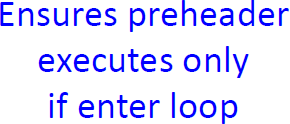 Ensures preheader
executes only
if enter loop